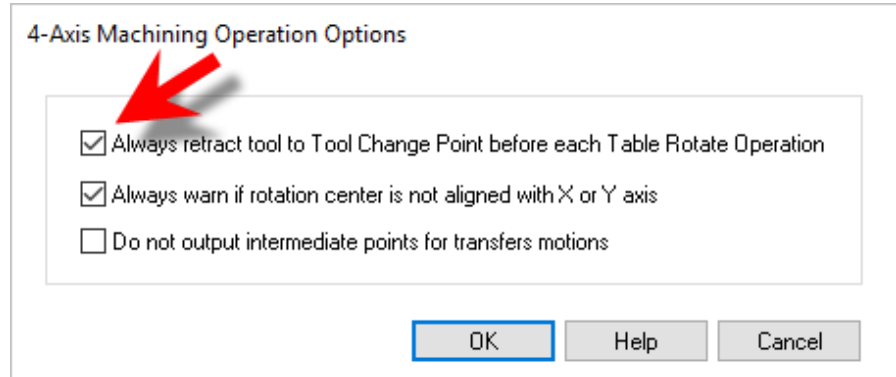 4-Axis Machining Operation Options
Always retract tool to Tool Change Point before each Table Rotate Operation
Always warn if rotation center is not aligned with X or Y axis
Do not output intermediate points for transfers motions
OK Help Cancel